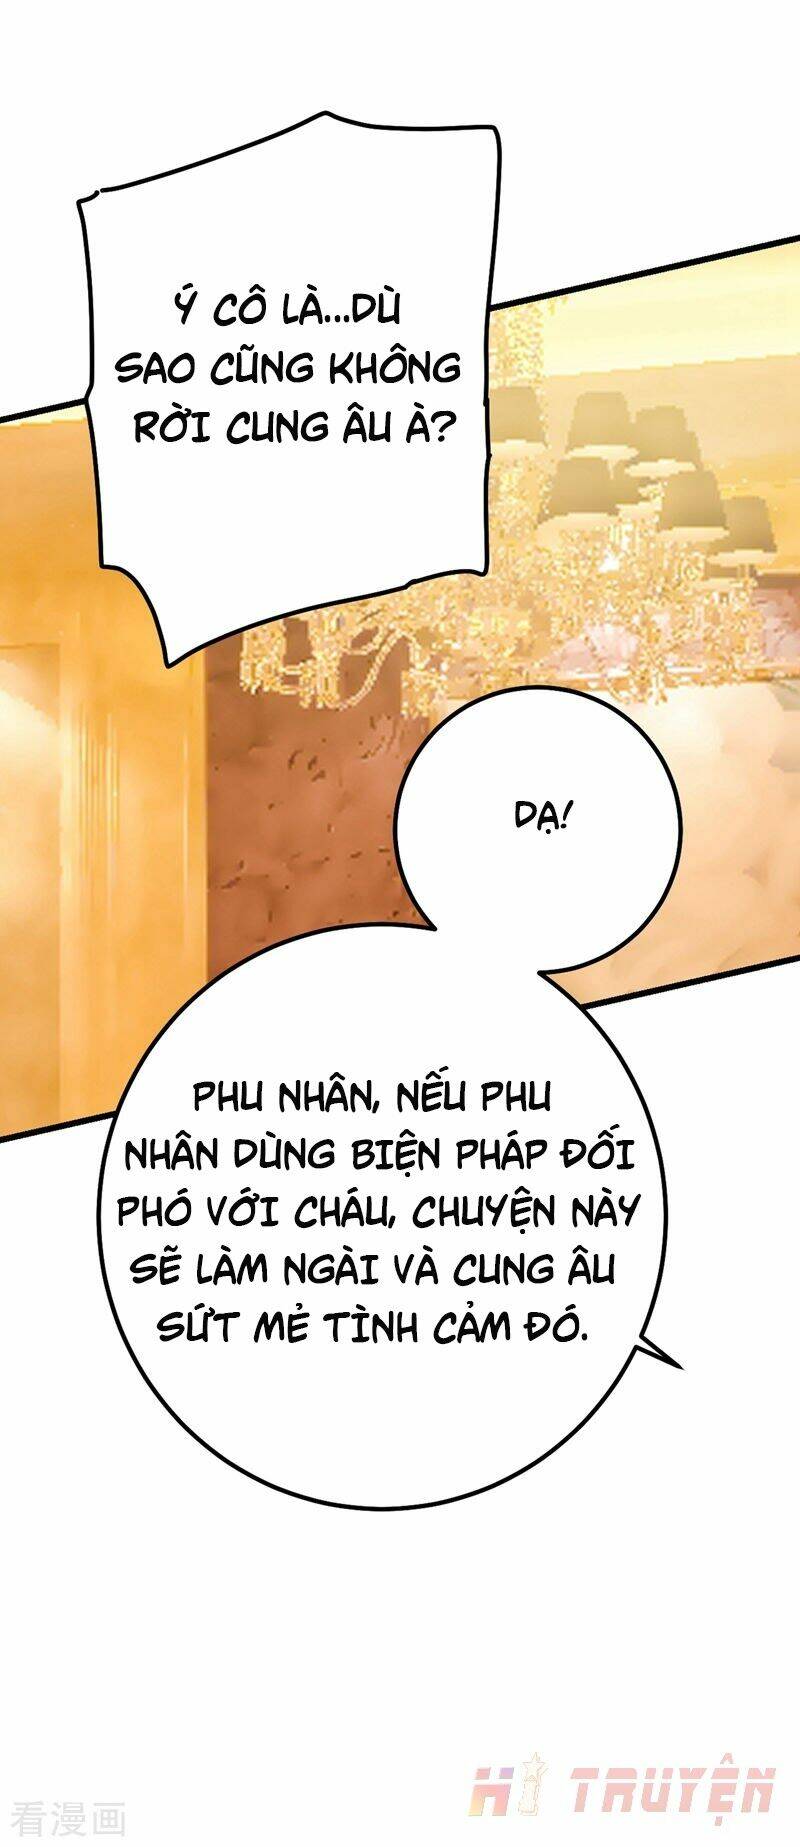 Ý CÔ LÀ...DÙ
SAO CŨNG KHÔNG
RỜI CUNG ÂU À?
DẠ!
PHU NHÂN, NẾU PHU
NHÂN DÙNG BIỆN PHÁP ĐỐI
PHÓ VỚI CHÁU, CHUYỆN NÀY
SẼ LÀM NGÀI VÀ CUNG ÂU
SỨT MẺ TÌNH CẢM ĐÓ.
HI TRUYỆN
看漫画